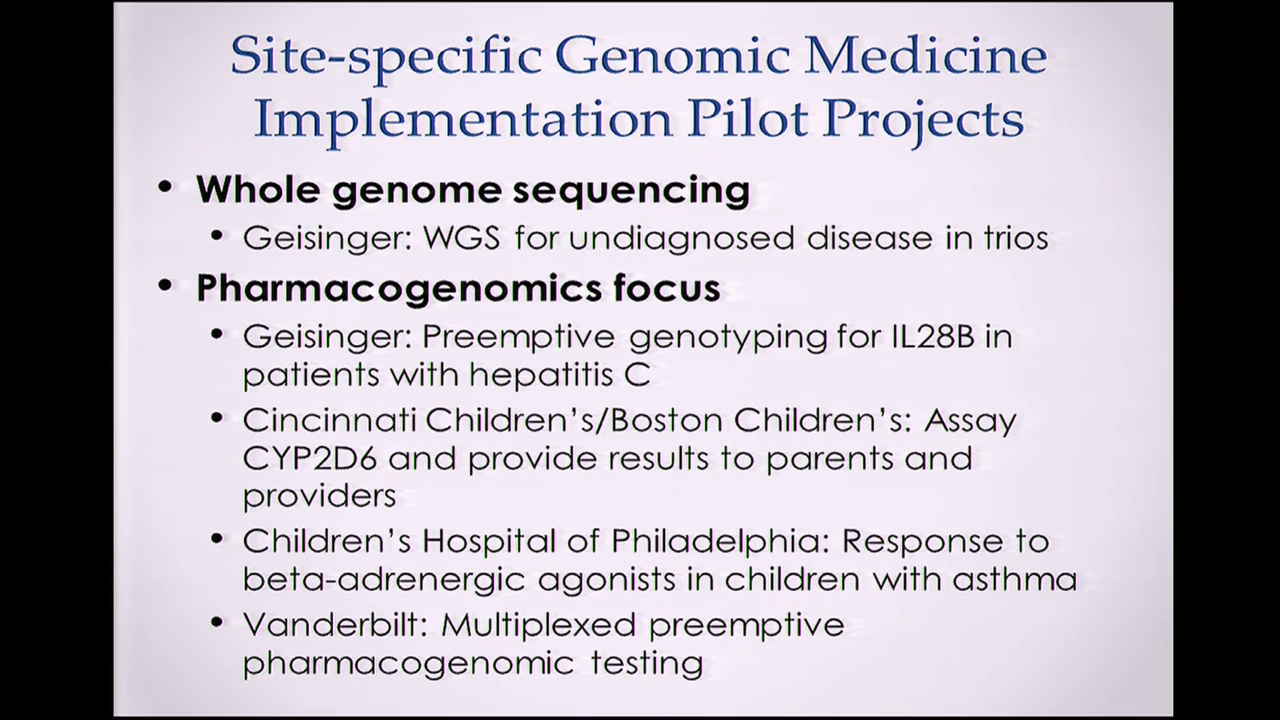 Site-specific Genomic Medicine
Implementation Pilot Projects
• Whole genome sequencing
• Geisinger: WGS for undiagnosed disease in trios
• Pharmacogenomics focus
• Geisinger: Preemptive genotyping for IL28B in
patients with hepatitis C
• Cincinnati Children's/Boston Children's: Assay
CYP2D6 and provide results to parents and
providers
• Children's Hospital of Philadelphia: Response to
beta-adrenergic agonists in children with asthma
• Vanderbilt: Multiplexed preemptive
pharmacogenomic testing